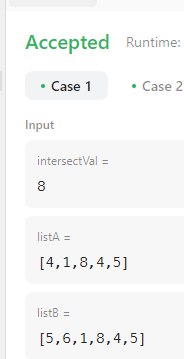 Accepted Runtime:
Case 1 Case 2
Input
intersectVal =
8
listA =
[4,1,8,4,5]
listB =
[5,6,1,8,4,5]